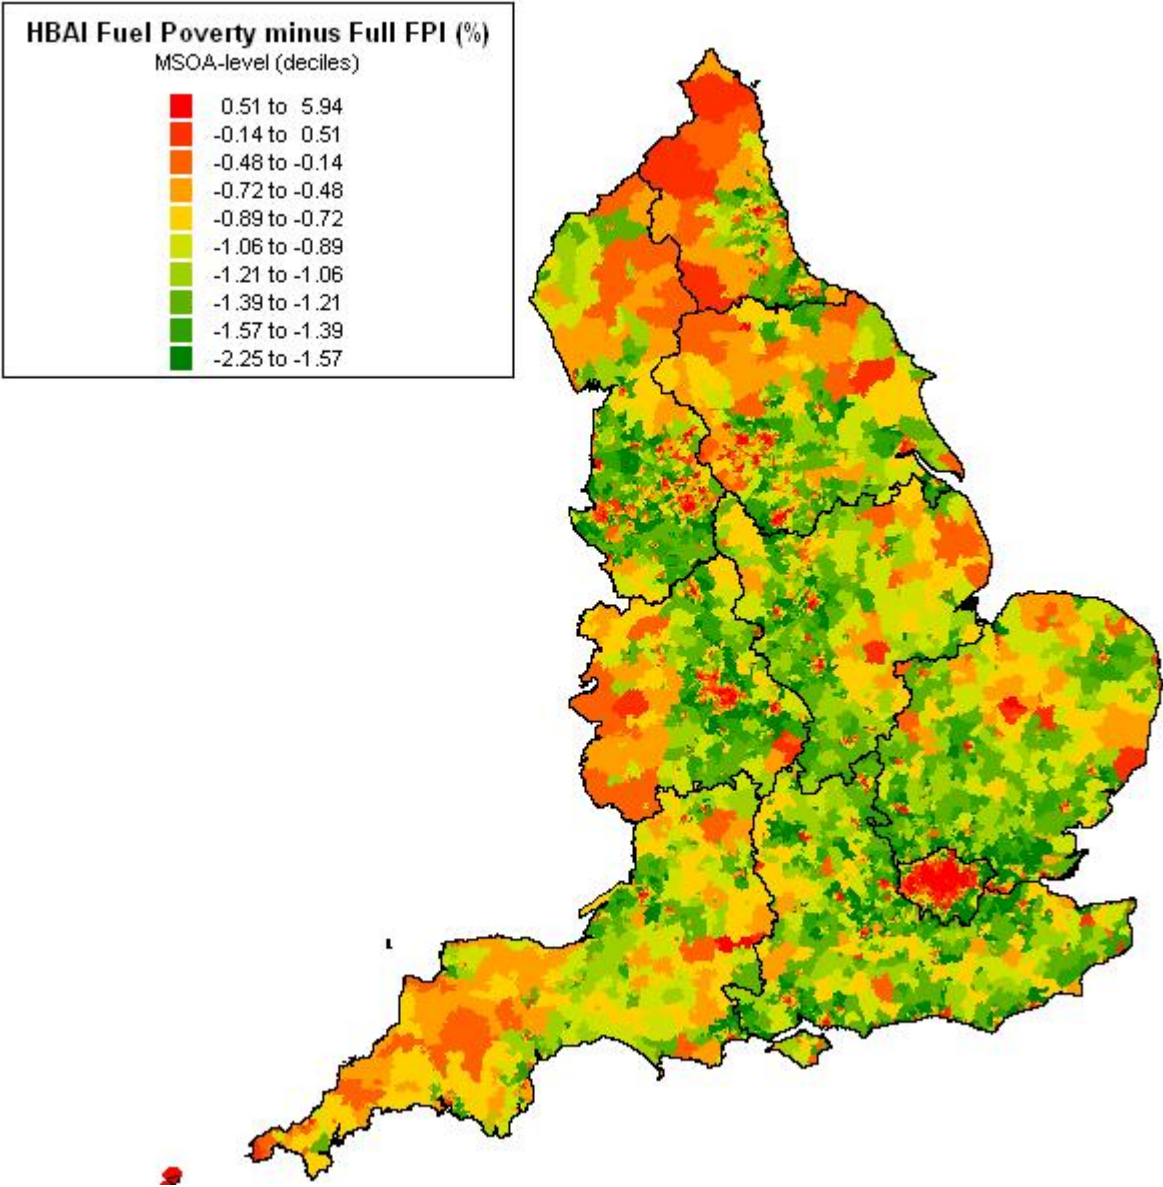 HBAI Fuel Poverty minus Full FPI (%)
MSOA-level (deciles)
0.51 to 5.94
-0.14 to 0.51
-0.48 to -0.14
-0.72 to -0.48
-0.89 to -0.72
-1.06 to -0.89
-1.21 to -1.06
-1.39 to -1.21
-1.57 to -1.39
-2.25 to -1.57